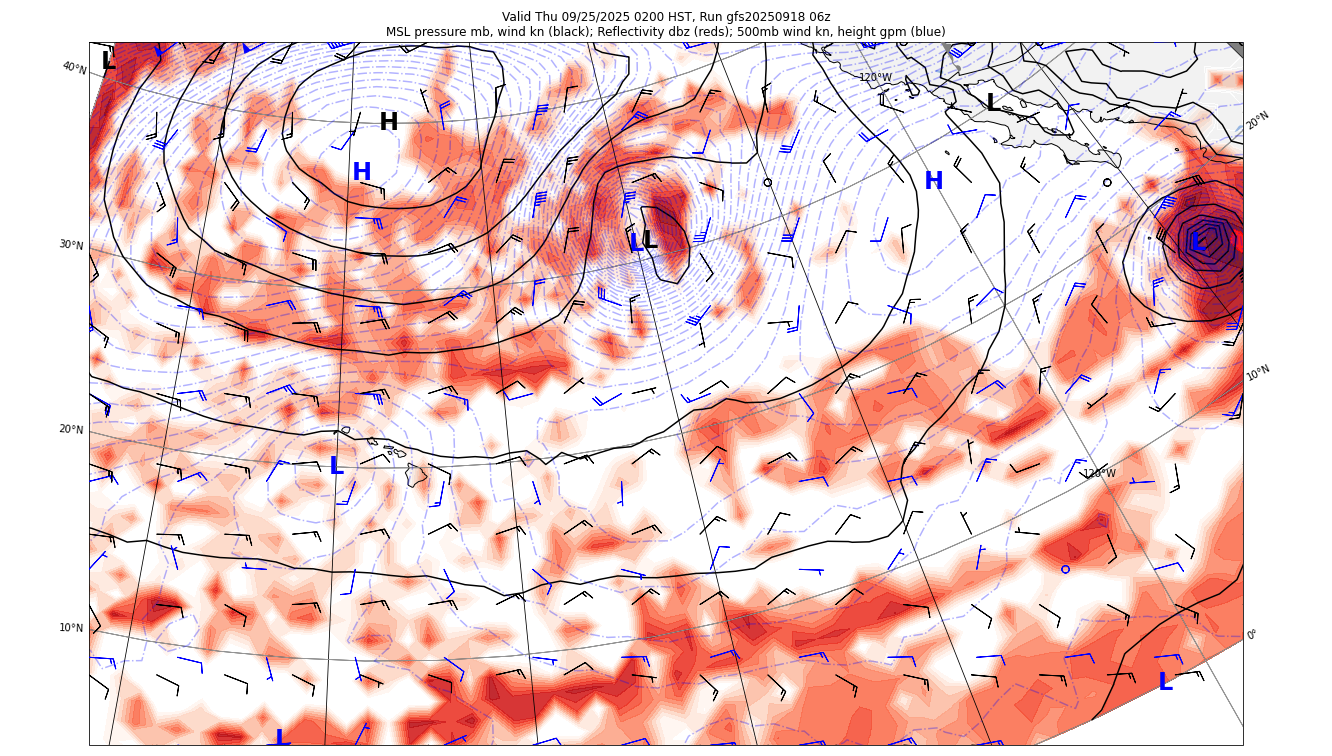 Valid Thu 09/25/2025 0200 HST, Run gfs20250918 06z
MSL pressure mb, wind kn (black); Reflectivity dbz (reds); 500mb wind kn, height gpm (blue)
L
40°N
120°W
L
20°N
H
H
H
30°N
L
L
L
10°N
20°N
L
120°W
10°N
0°
L
L